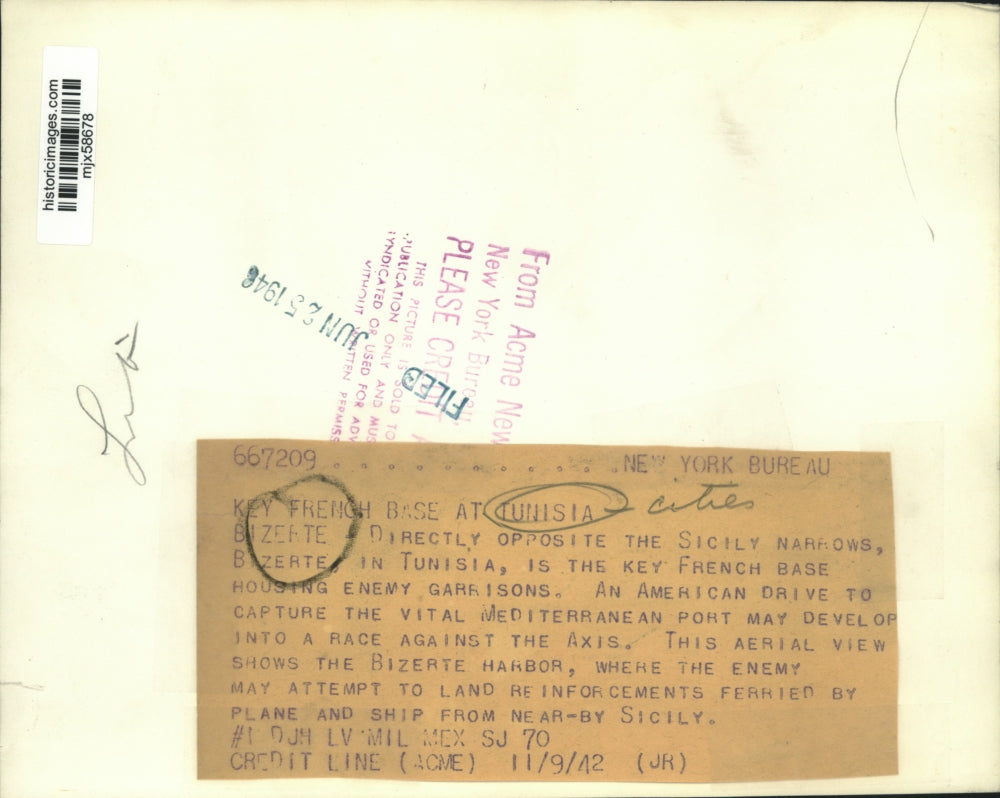 historicimages.com
mjx58678
From Acme New
New York Bureau
PLEASE CREDIT A
THIS PICTURE IS SOLD TO
PUBLICATION ONLY AND MUS
SYNDICATED OR USED FOR ADV
WITHOUT WRITTEN PERMISS
JUN 25 1946
FILED
667209 . . . . . . . . . . . NEW YORK BUREAU
KEY FRENCH BASE AT TUNISIA cities
BIZERTE DIRECTLY OPPOSITE THE SICILY NARROWS,
BIZERTE, IN TUNISIA, IS THE KEY FRENCH BASE
HOUSING ENEMY GARRISONS. AN AMERICAN DRIVE TO
CAPTURE THE VITAL MEDITERRANEAN PORT MAY DEVELOP
INTO A RACE AGAINST THE AXIS. THIS AERIAL VIEW
SHOWS THE BIZERTE HARBOR, WHERE THE ENEMY
MAY ATTEMPT TO LAND REINFORCEMENTS FERRIED BY
PLANE AND SHIP FROM NEAR-BY SICILY.
#1 DJH LV MIL MEX SJ 70
CREDIT LINE (ACME) 11/9/42 (JR)